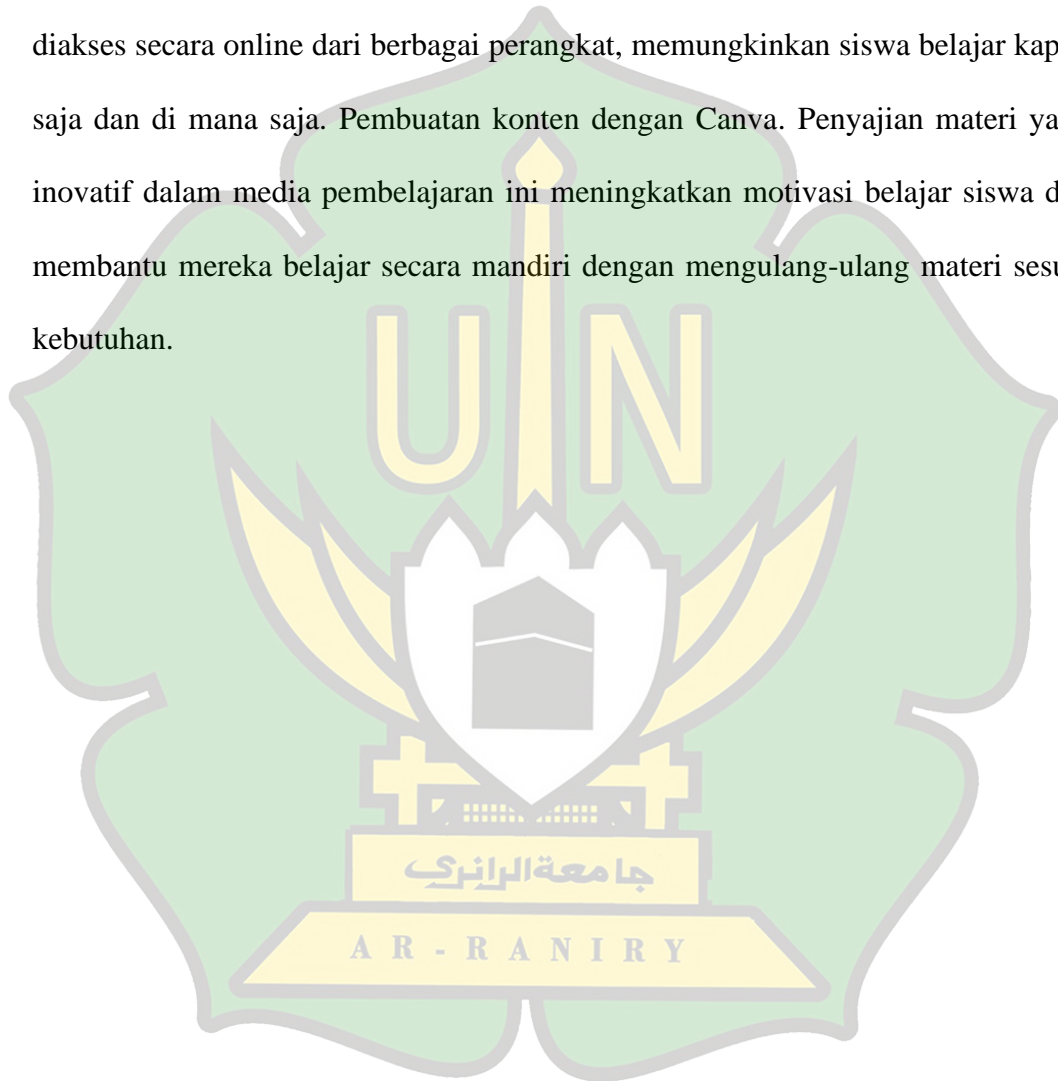 diakses secara online dari berbagai perangkat, memungkinkan siswa belajar kap
saja dan di mana saja. Pembuatan konten dengan Canva. Penyajian materi ya
inovatif dalam media pembelajaran ini meningkatkan motivasi belajar siswa d
membantu mereka belajar secara mandiri dengan mengulang-ulang materi sesu
kebutuhan.
UIN
جامعة الرانري
AR-RANIRY